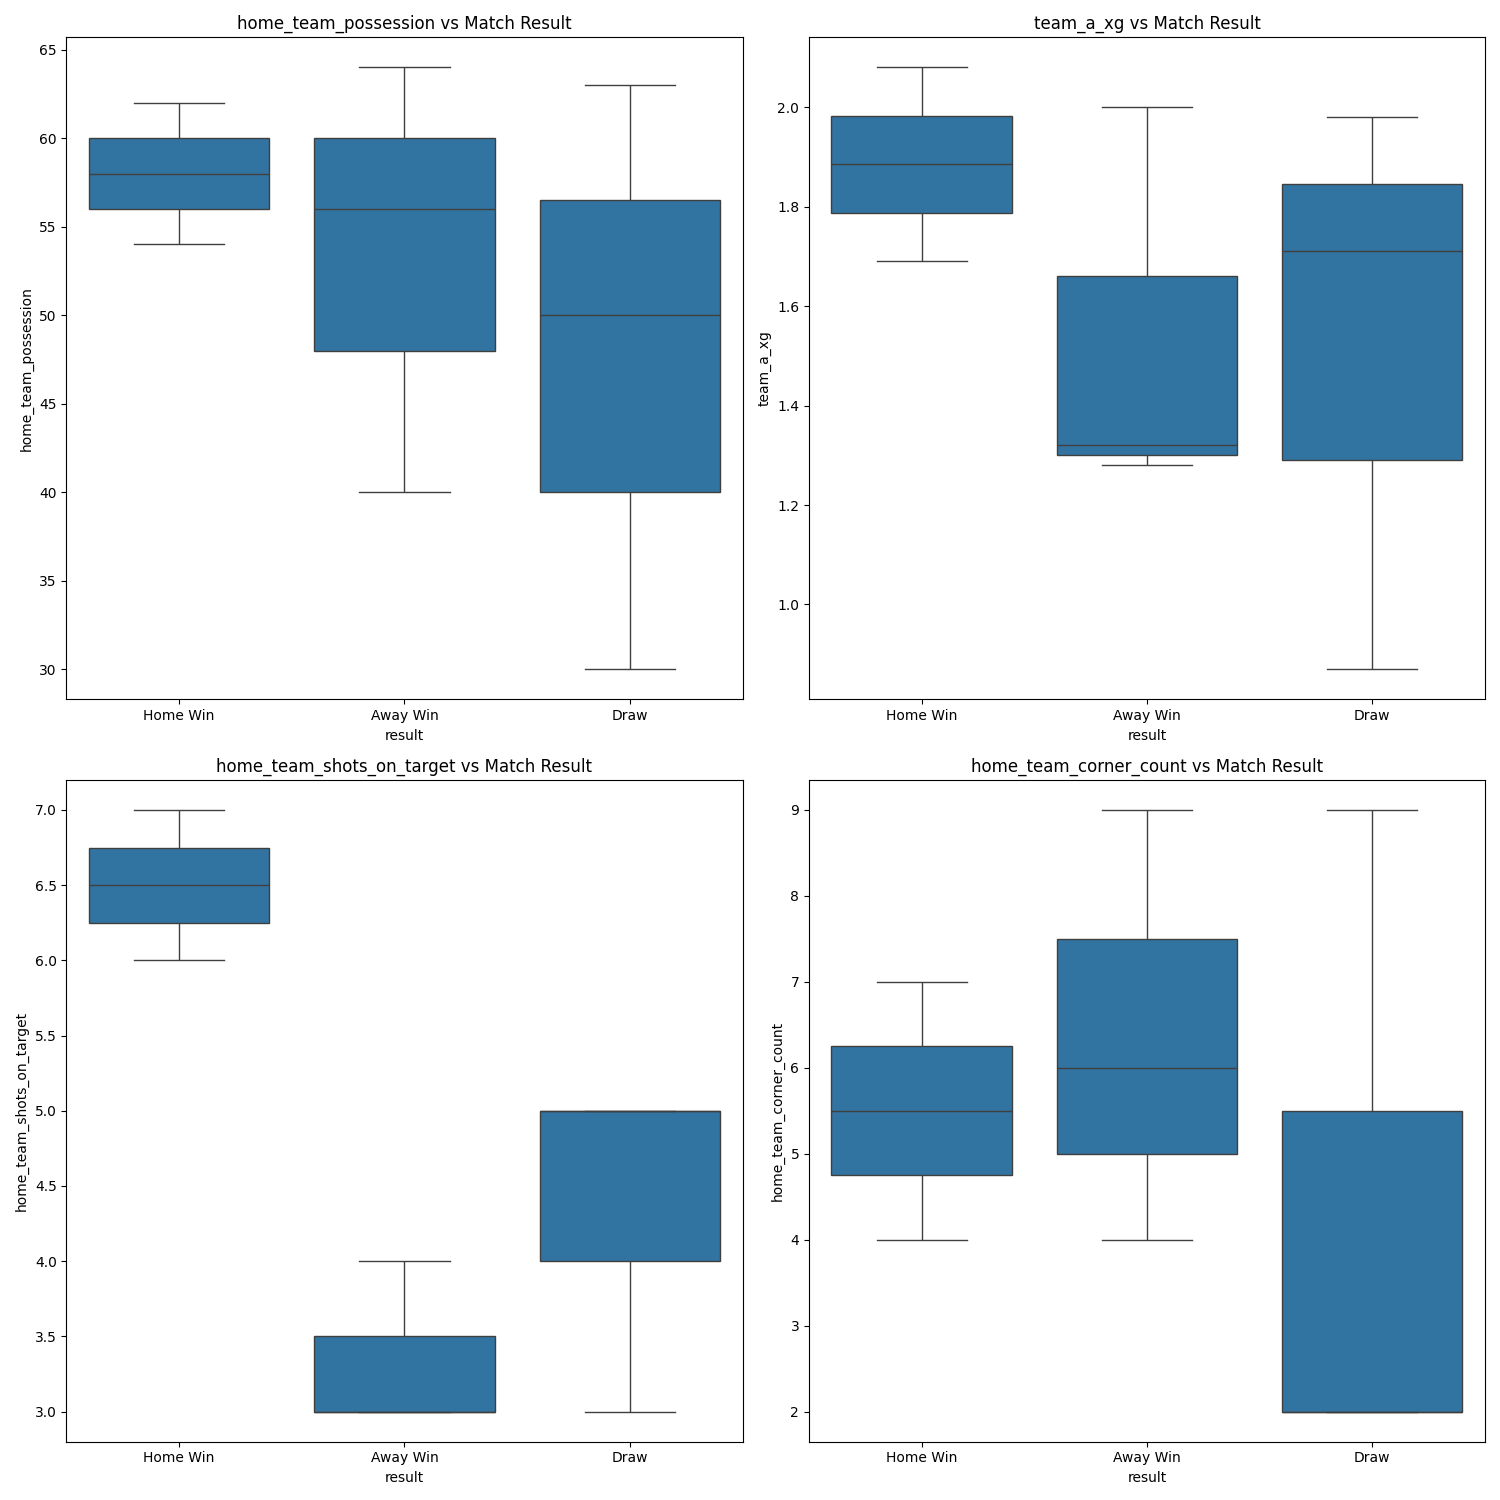 home_team_possession vs Match Result
home_team_possession
65
60
55
50
45
40
35
30
Home Win
Away Win
Draw
result
team_a_xg vs Match Result
team_a_xg
2.0
1.8
1.6
1.4
1.2
1.0
Home Win
Away Win
Draw
result
home_team_shots_on_target vs Match Result
home_team_shots_on_target
7.0
6.5
6.0
5.5
5.0
4.5
4.0
3.5
3.0
Home Win
Away Win
Draw
result
home_team_corner_count vs Match Result
home_team_corner_count
9
8
7
6
5
4
3
2
Home Win
Away Win
Draw
result